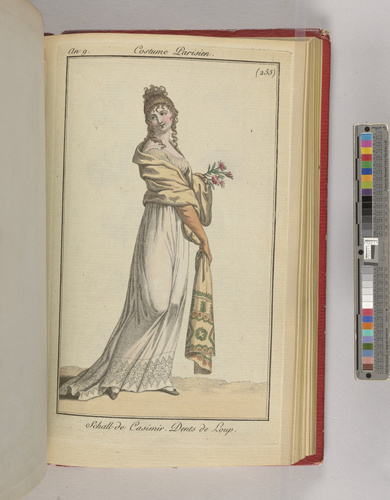 An 9.
Costume Parisien.
(255)
Schall de Casimir. Dents de Loup.